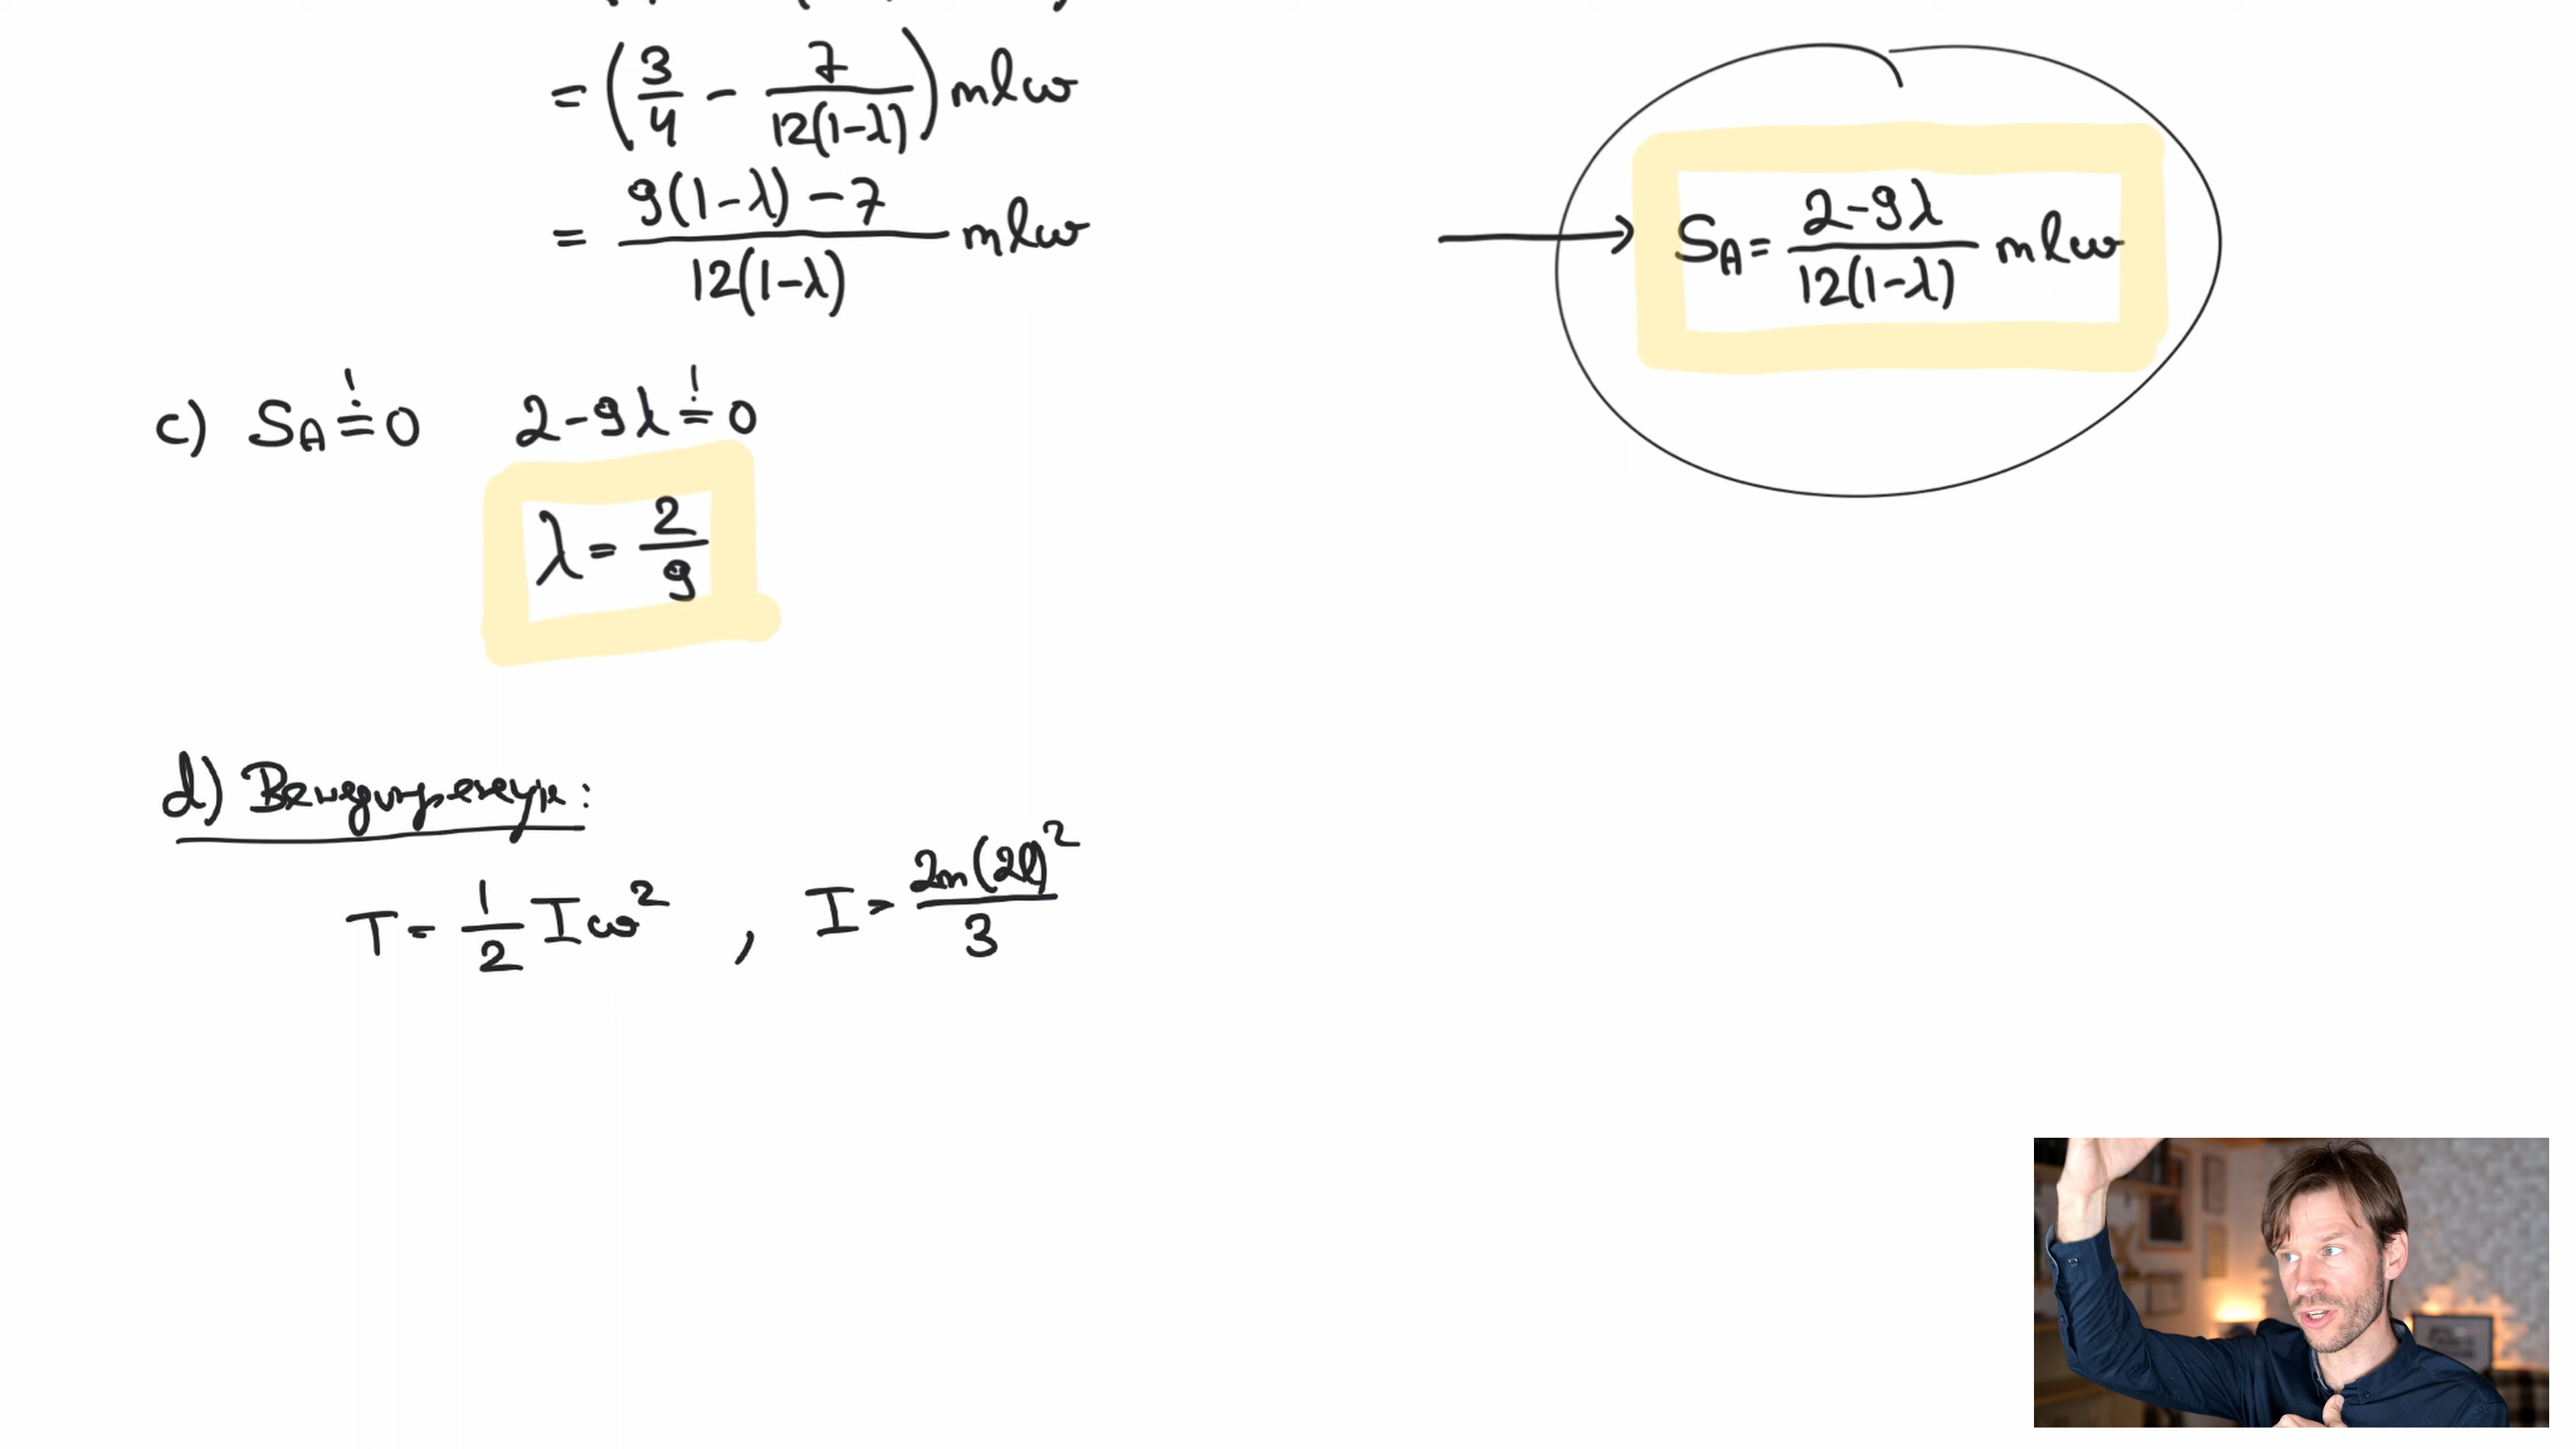 = (3/4 - 7/12(1-λ)) mlω
= 9(1-λ) - 7 / 12(1-λ) mlω
→ S_A = 2-9λ / 12(1-λ) mlω
c) S_A =! 0 2-9λ =! 0
λ = 2/9
d) Bewegungsenergie:
T = 1/2 Iω² , I = 2m(2l)² / 3